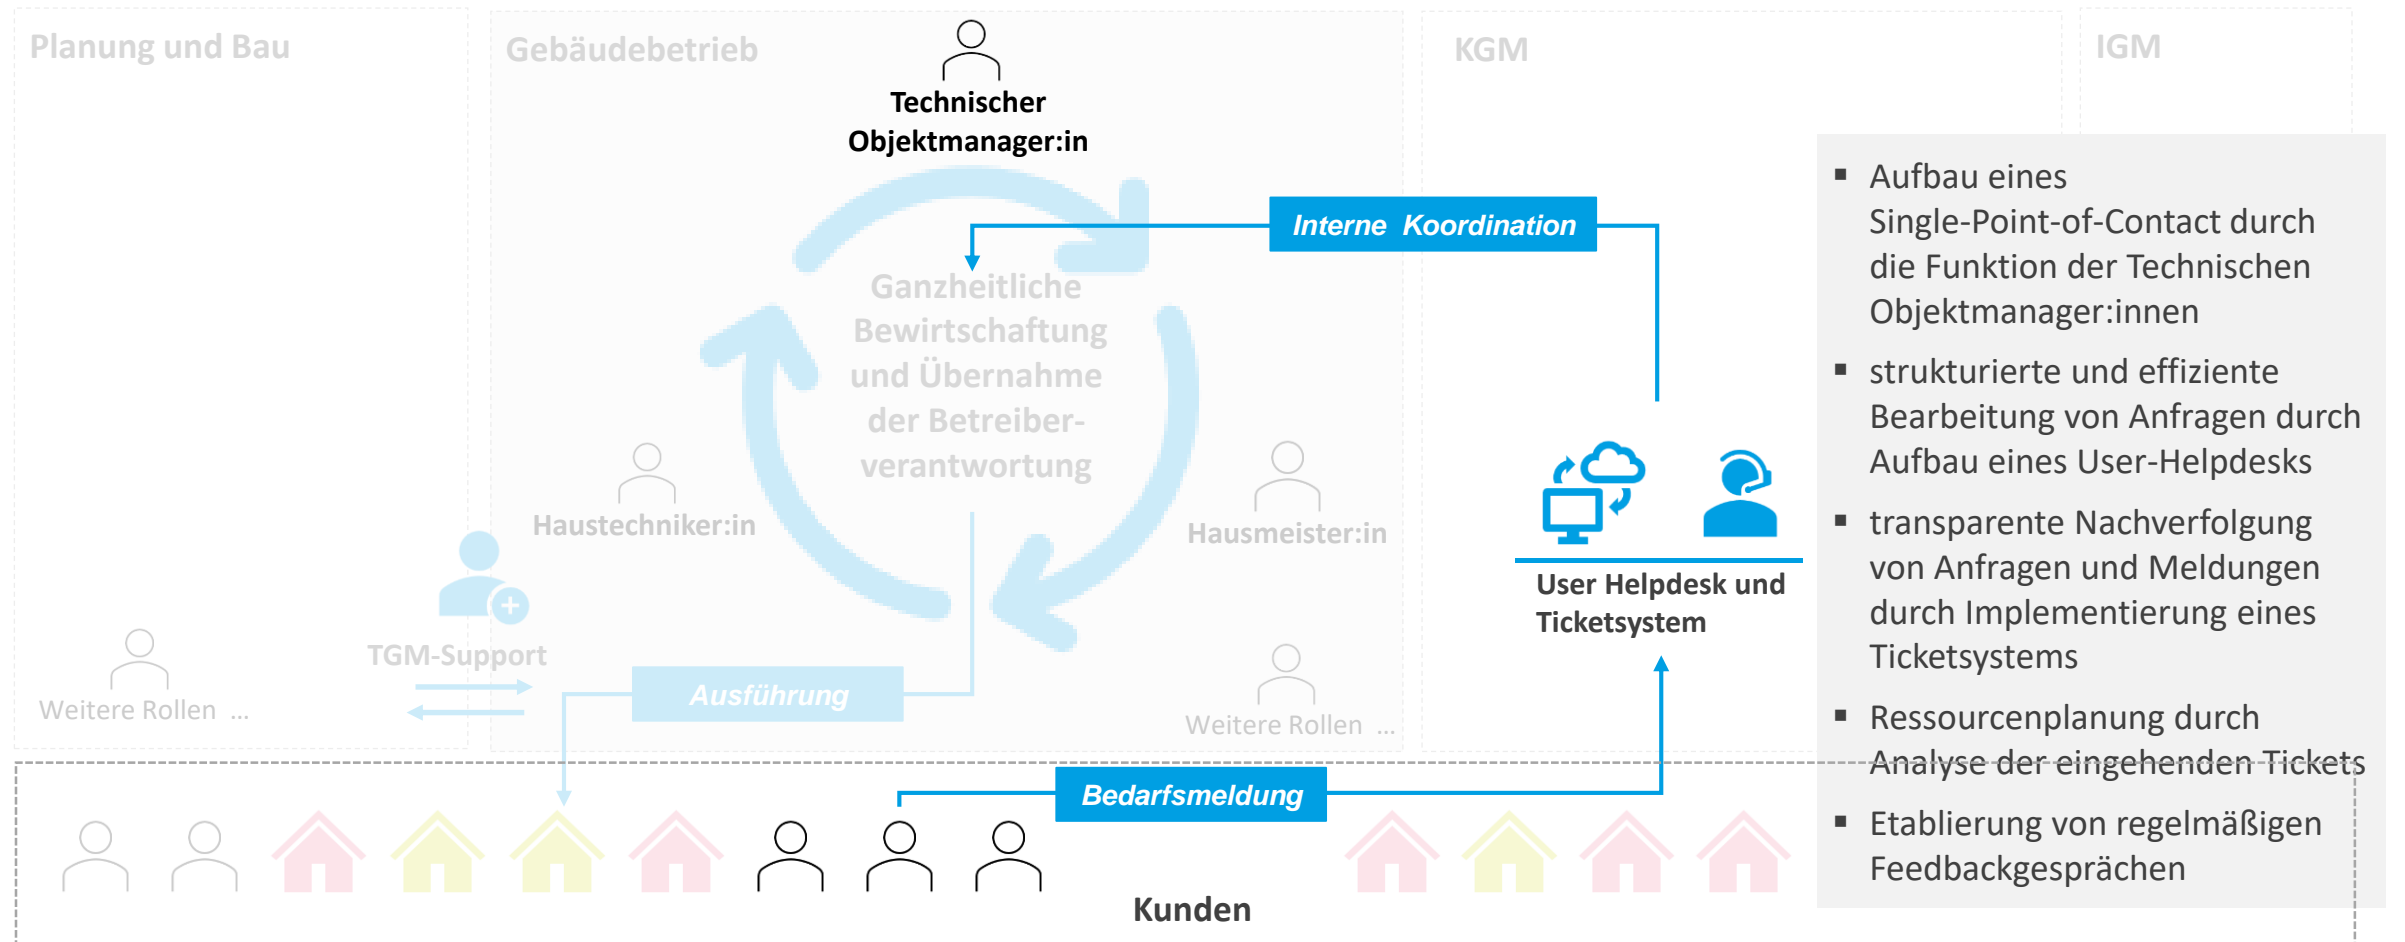 Planung und Bau
Gebäudebetrieb
KGM
IGM
Technischer
Objektmanager:in
Interne Koordination
Ganzheitliche
Bewirtschaftung
und Übernahme
der Betreiber-
verantwortung
Haustechniker:in
Hausmeister:in
TGM-Support
Weitere Rollen ...
Ausführung
Weitere Rollen ...
User Helpdesk und
Ticketsystem
Bedarfsmeldung
Kunden
▪ Aufbau eines
Single-Point-of-Contact durch
die Funktion der Technischen
Objektmanager:innen
▪ strukturierte und effiziente
Bearbeitung von Anfragen durch
Aufbau eines User-Helpdesks
▪ transparente Nachverfolgung
von Anfragen und Meldungen
durch Implementierung eines
Ticketsystems
▪ Ressourcenplanung durch
Analyse der eingehenden Tickets
▪ Etablierung von regelmäßigen
Feedbackgesprächen